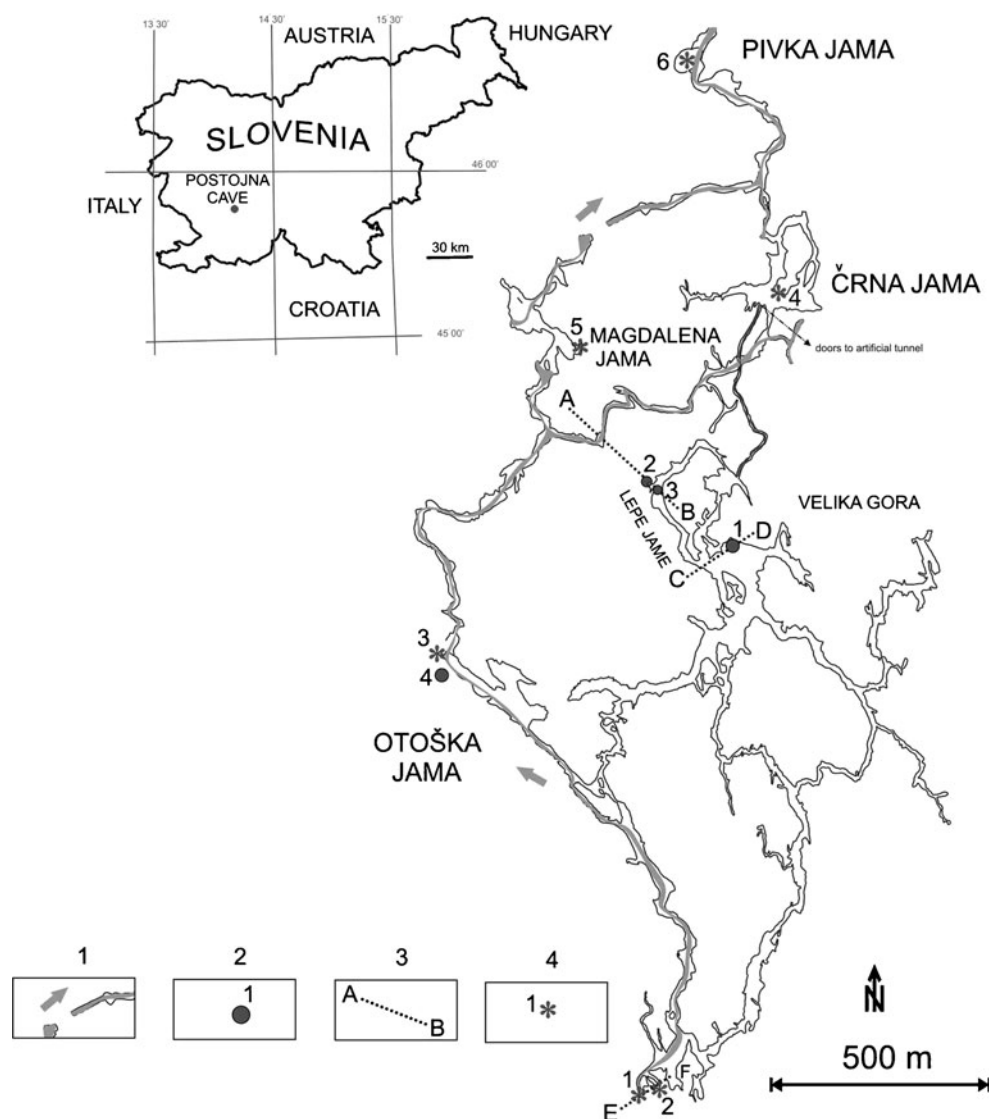 13 30'
14 30'
15 30'
AUSTRIA
HUNGARY
SLOVENIA
46 00'
POSTOJNA
CAVE
ITALY
30 km
CROATIA
45 00'
6
PIVKA JAMA
ČRNA JAMA
4
doors to artificial tunnel
5
MAGDALENA
JAMA
A
2
3
B
LEPE JAME
VELIKA GORA
1
D
C
3
4
OTOŠKA
JAMA
1
2
3
4
1
A
B
1
N
500 m
F
1
2
E